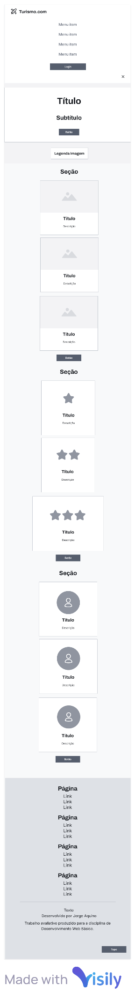 Turismo.com
Menu item
Menu item
Menu item
Menu item
Login
Título
Subtítulo
Botão
Legenda imagem
Seção
Título
Descrição
Título
Descrição
Título
Descrição
Botão
Seção
Título
Descrição
Título
Descrição
Título
Descrição
Botão
Seção
Título
Descrição
Título
Descrição
Título
Descrição
Botão
Página
Link
Link
Link
Página
Link
Link
Link
Página
Link
Link
Link
Página
Link
Link
Link
Texto
Desenvolvido por Jorge Aquino
Trabalho avaliativo produzido para a disciplina de
Desenvolvimento Web Básico.
Topo
Made with Visily